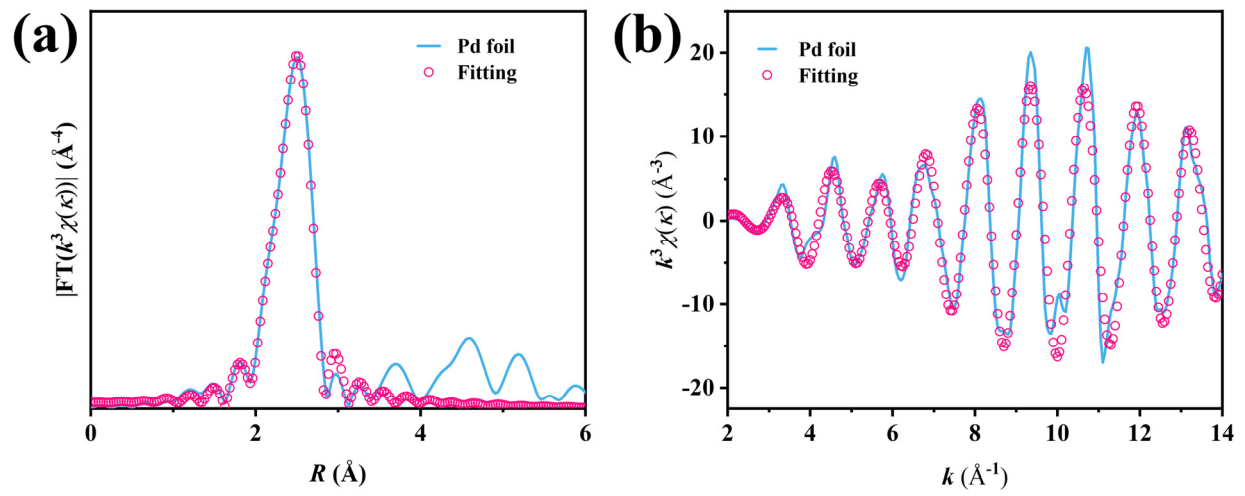 (a)
Pd foil
Fitting
|FT(k³χ(κ))| (Å⁻⁴)
0
2
4
6
R (Å)
(b)
Pd foil
Fitting
k³χ(κ) (Å⁻³)
20
10
0
-10
-20
2
4
6
8
10
12
14
k (Å⁻¹)